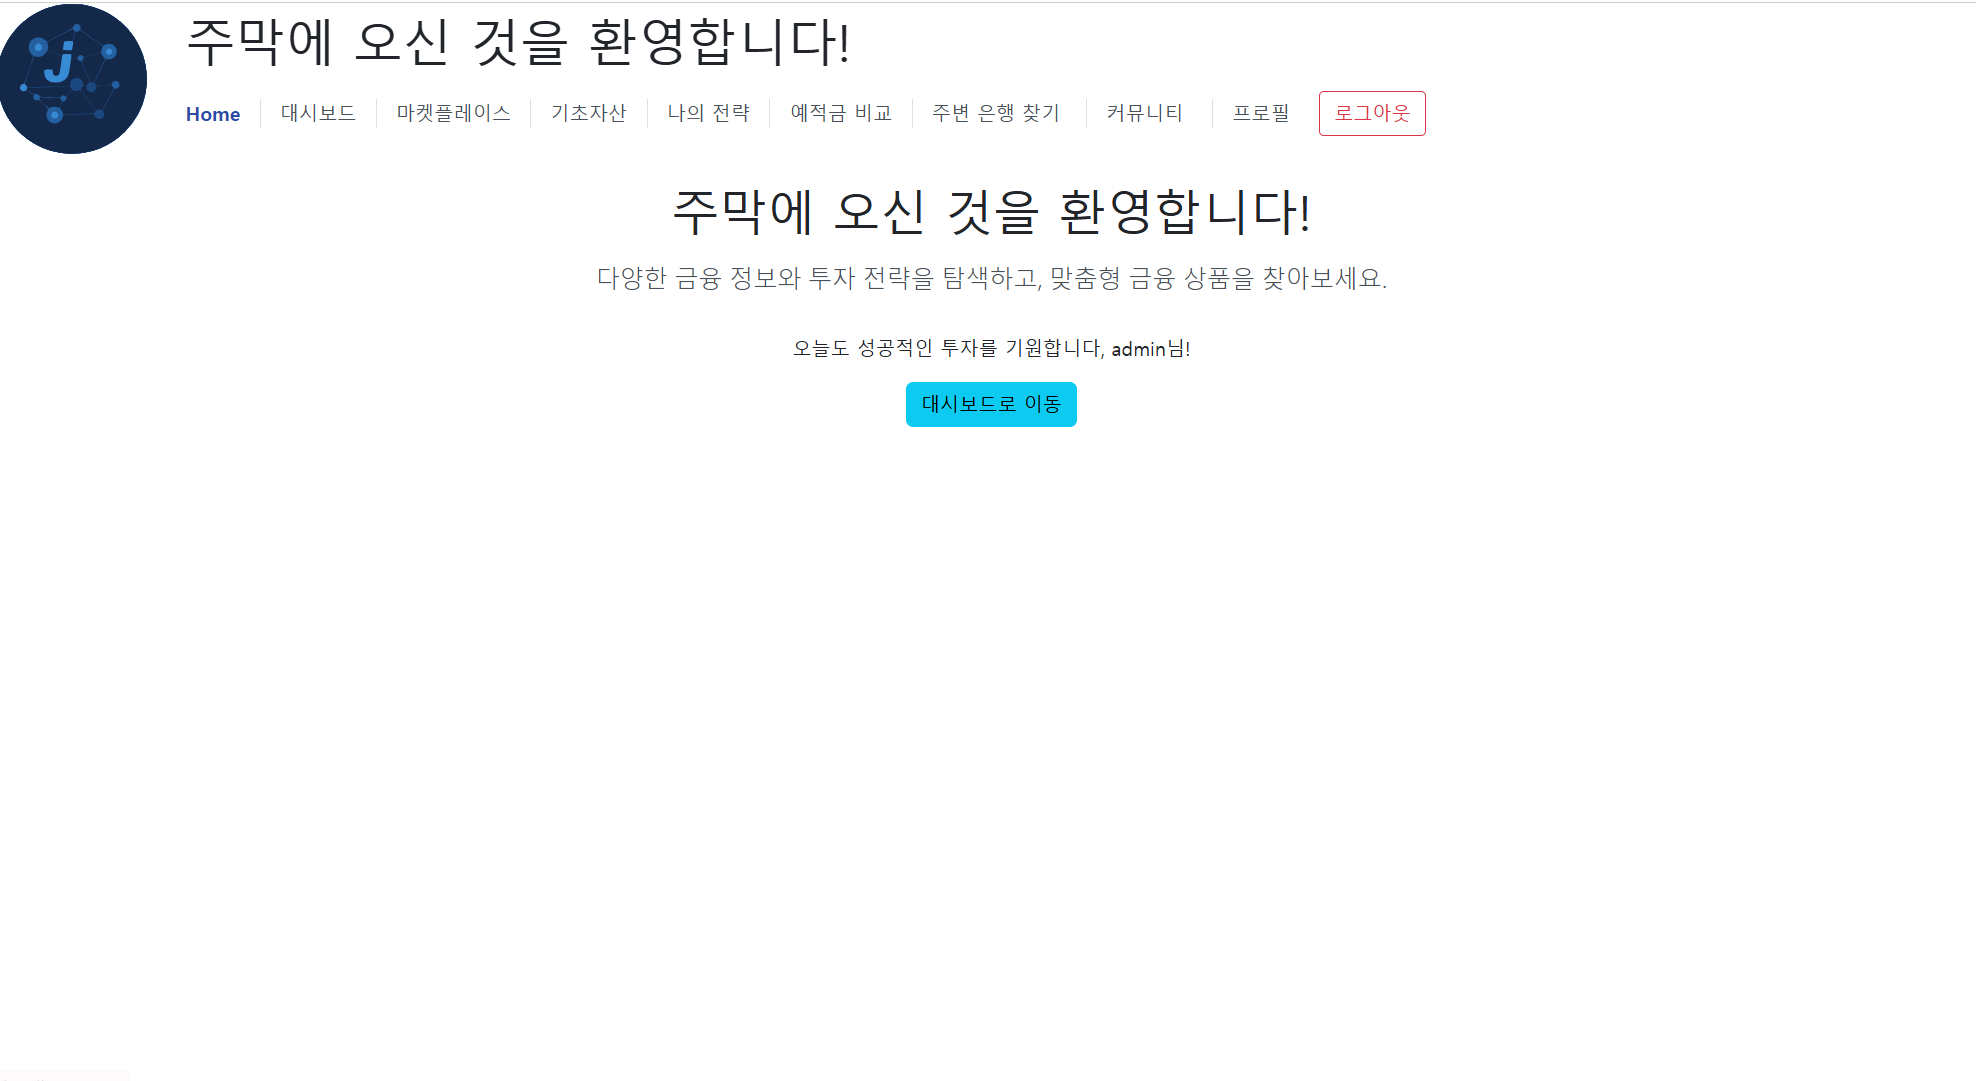 j
주막에 오신 것을 환영합니다!
Home 대시보드 마켓플레이스 기초자산 나의 전략 예적금 비교 주변 은행 찾기 커뮤니티 프로필 로그아웃
주막에 오신 것을 환영합니다!
다양한 금융 정보와 투자 전략을 탐색하고, 맞춤형 금융 상품을 찾아보세요.
오늘도 성공적인 투자를 기원합니다, admin님!
대시보드로 이동